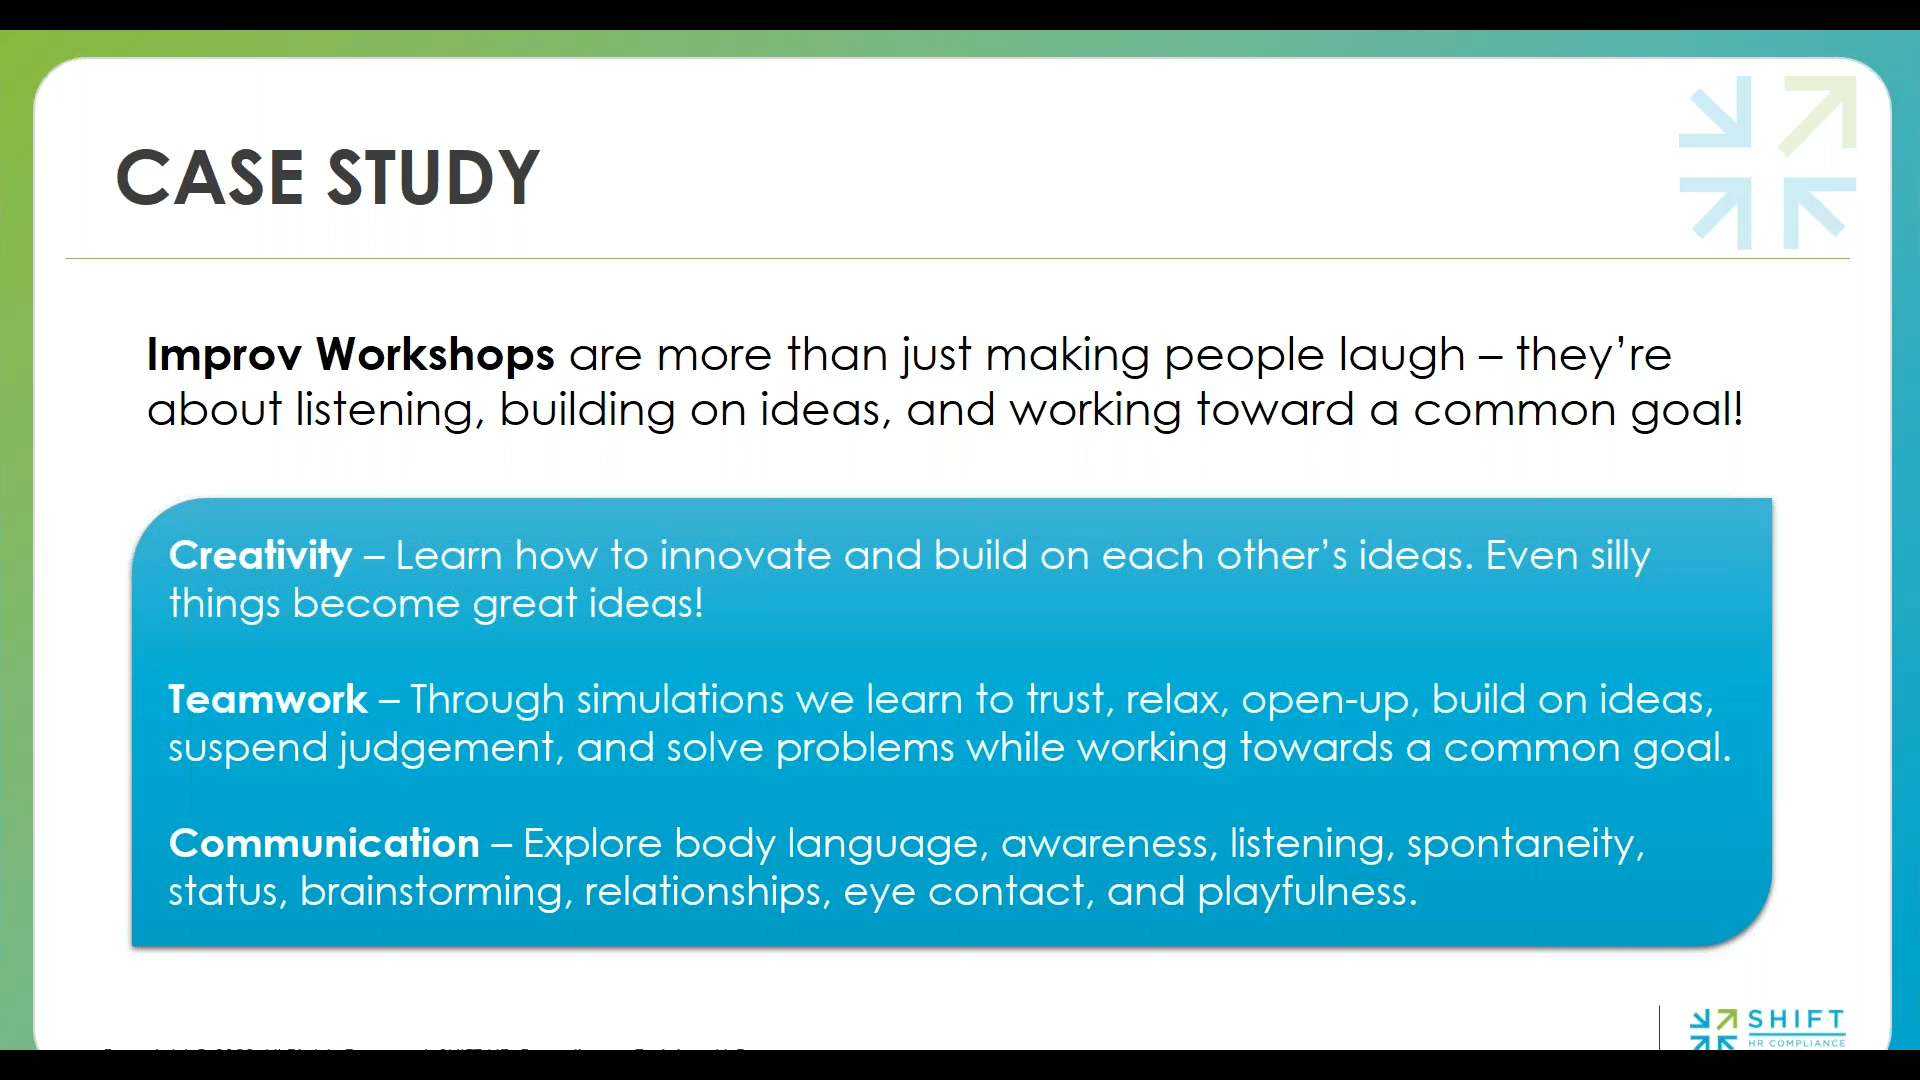 CASE STUDY
Improv Workshops are more than just making people laugh – they’re
about listening, building on ideas, and working toward a common goal!
Creativity – Learn how to innovate and build on each other’s ideas. Even silly
things become great ideas!
Teamwork – Through simulations we learn to trust, relax, open-up, build on ideas,
suspend judgement, and solve problems while working towards a common goal.
Communication – Explore body language, awareness, listening, spontaneity,
status, brainstorming, relationships, eye contact, and playfulness.
SHIFT
HR COMPLIANCE